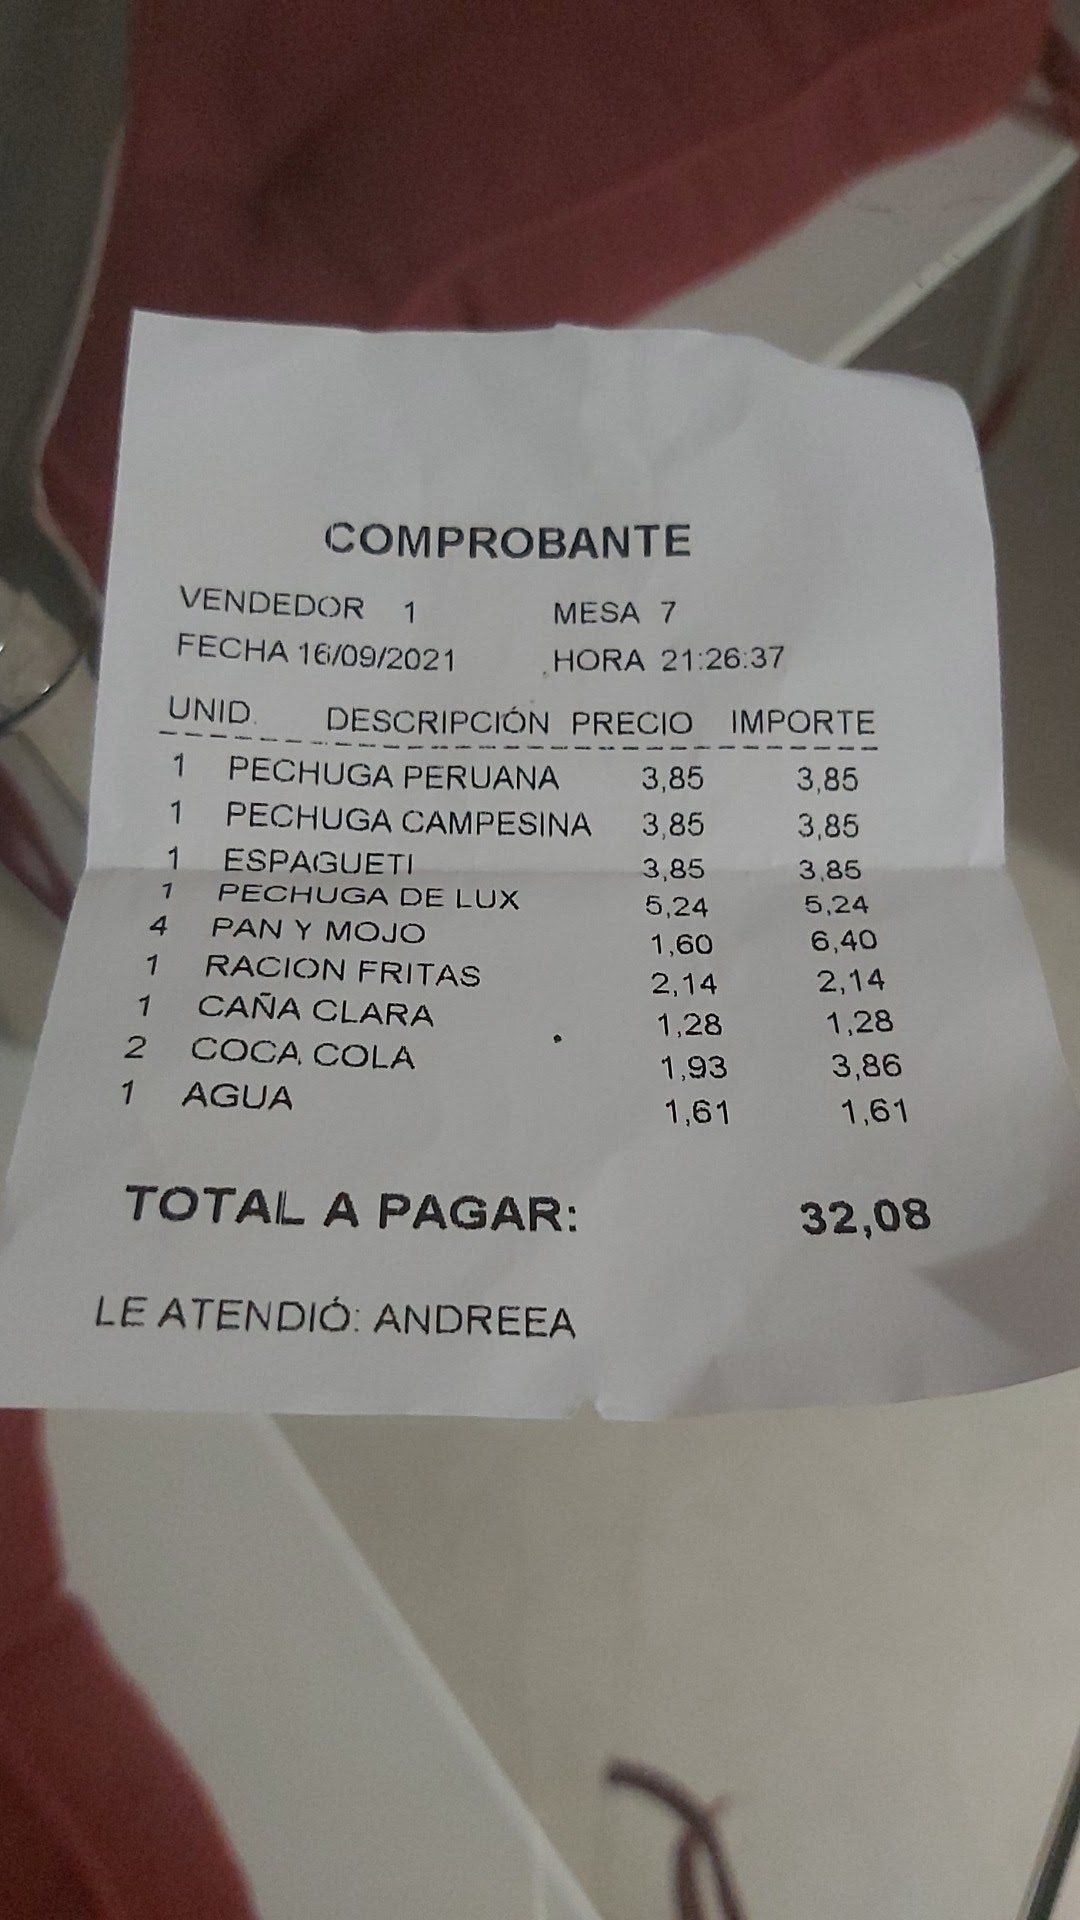 COMPROBANTE
VENDEDOR 1 MESA 7
FECHA 16/09/2021 HORA 21:26:37
UNID. DESCRIPCIÓN PRECIO IMPORTE
1 PECHUGA PERUANA 3,85 3,85
1 PECHUGA CAMPESINA 3,85 3,85
1 ESPAGUETI 3,85 3,85
1 PECHUGA DE LUX 5,24 5,24
4 PAN Y MOJO 1,60 6,40
1 RACION FRITAS 2,14 2,14
1 CAÑA CLARA 1,28 1,28
2 COCA COLA 1,93 3,86
1 AGUA 1,61 1,61
TOTAL A PAGAR: 32,08
LE ATENDIÓ: ANDREEA